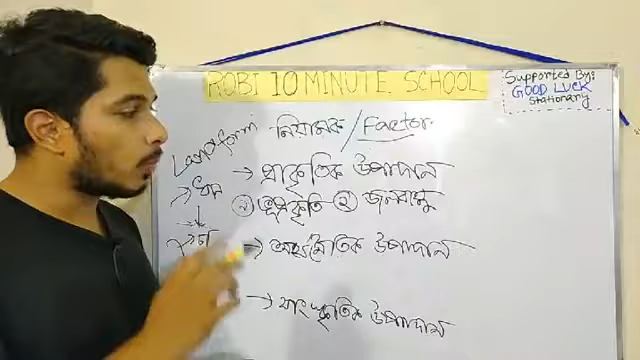 ROBI 10 MINUTE SCHOOL
Supported By:
GOOD LUCK
Stationary
Landform নিয়ামক / Factor
→ প্রাকৃতিক উপাদান
① ভূপ্রকৃতি ② জলবায়ু
→ অর্থনৈতিক উপাদান
→ সাংস্কৃতিক উপাদান